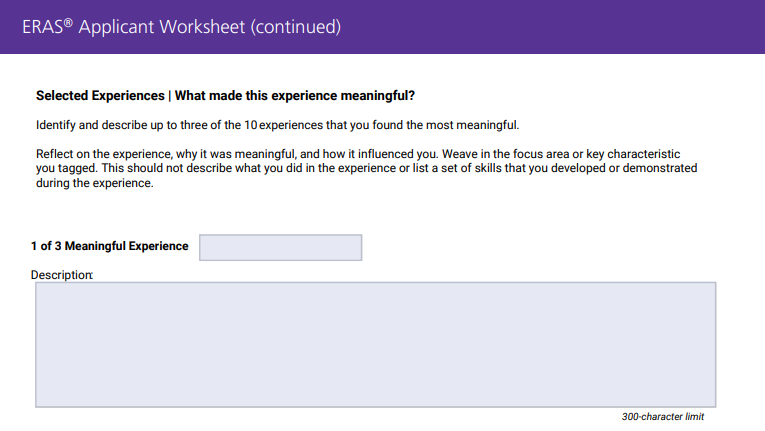 ERAS® Applicant Worksheet (continued)
Selected Experiences | What made this experience meaningful?
Identify and describe up to three of the 10 experiences that you found the most meaningful.
Reflect on the experience, why it was meaningful, and how it influenced you. Weave in the focus area or key characteristic
you tagged. This should not describe what you did in the experience or list a set of skills that you developed or demonstrated
during the experience.
1 of 3 Meaningful Experience
Description:
300-character limit